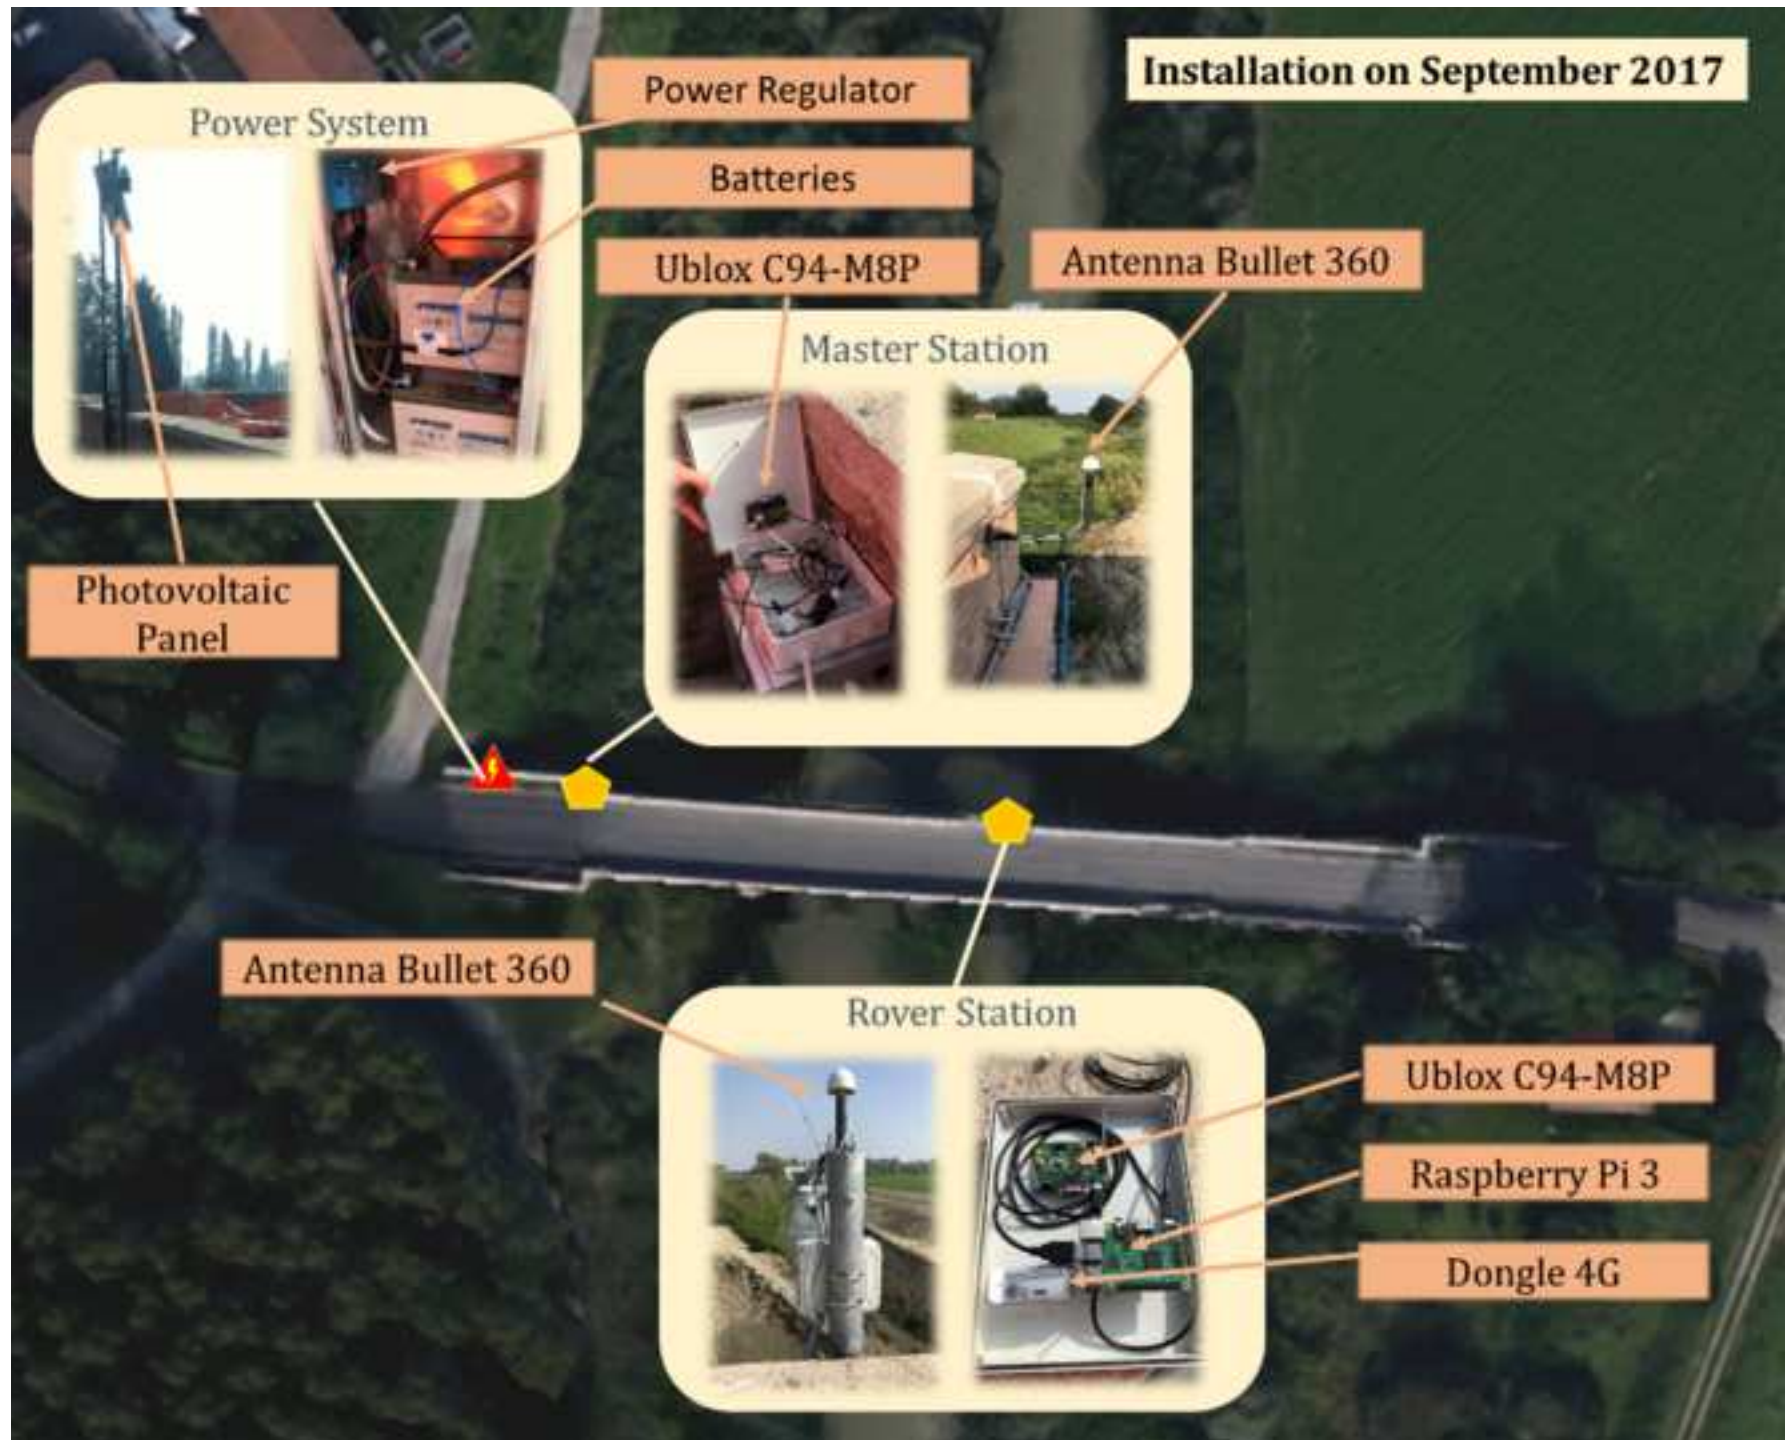 Installation on September 2017
Power System
Power Regulator
Batteries
Ublox C94-M8P
Antenna Bullet 360
Master Station
Photovoltaic
Panel
Antenna Bullet 360
Rover Station
Ublox C94-M8P
Raspberry Pi 3
Dongle 4G